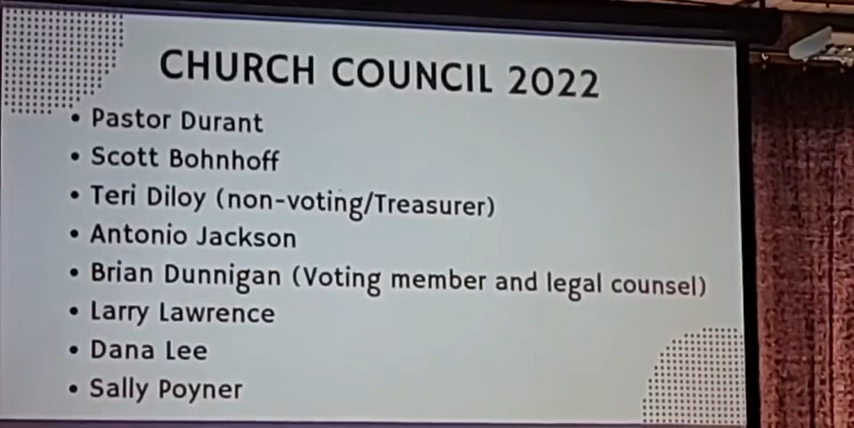 CHURCH COUNCIL 2022
• Pastor Durant
• Scott Bohnhoff
• Teri Diloy (non-voting/Treasurer)
• Antonio Jackson
• Brian Dunnigan (Voting member and legal counsel)
• Larry Lawrence
• Dana Lee
• Sally Poyner